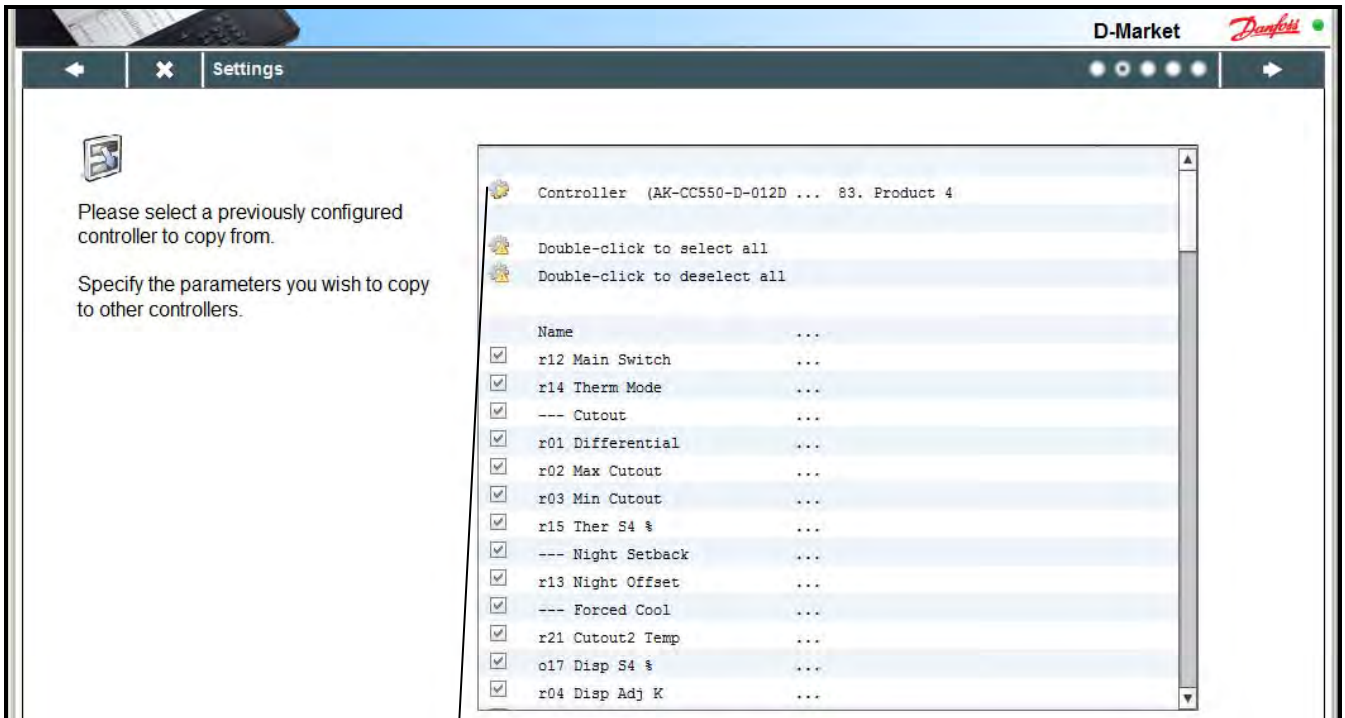 D-Market
Danfoss
Settings
Please select a previously configured
controller to copy from.
Specify the parameters you wish to copy
to other controllers.
Controller (AK-CC550-D-012D ... 83. Product 4
Double-click to select all
Double-click to deselect all
Name ...
r12 Main Switch ...
r14 Therm Mode ...
--- Cutout ...
r01 Differential ...
r02 Max Cutout ...
r03 Min Cutout ...
r15 Ther S4 % ...
--- Night Setback ...
r13 Night Offset ...
--- Forced Cool ...
r21 Cutout2 Temp ...
o17 Disp S4 % ...
r04 Disp Adj K ...